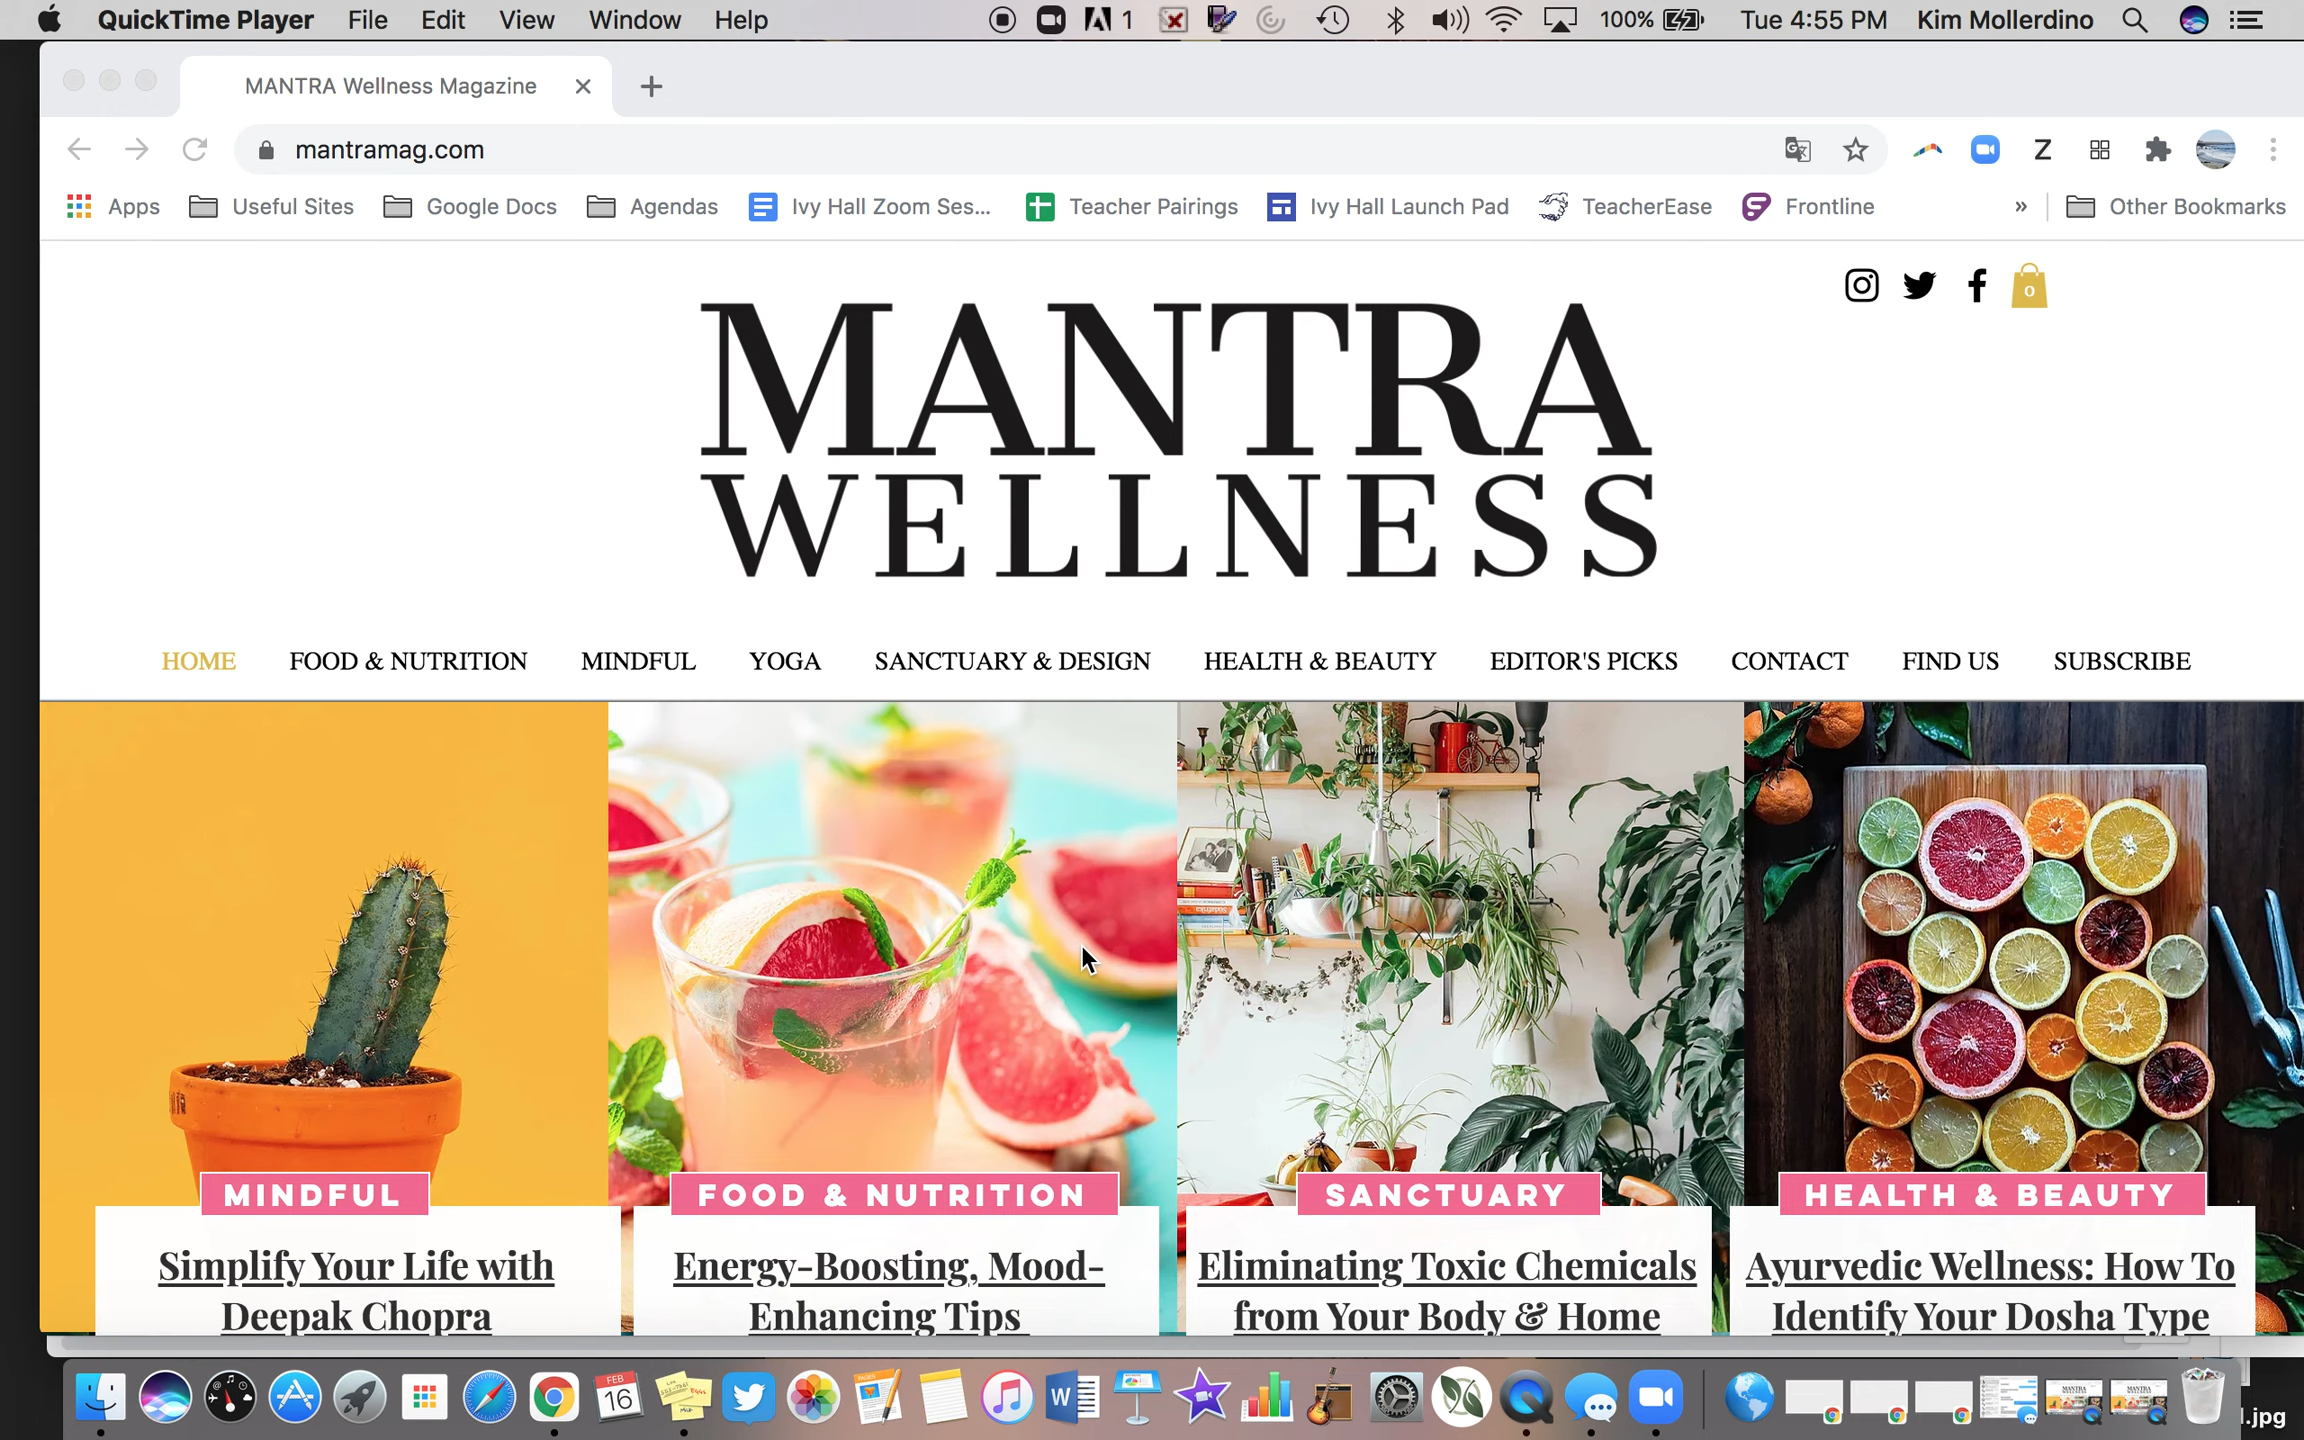 QuickTime Player File Edit View Window Help 1 100% Tue 4:55 PM Kim Mollerdino
MANTRA Wellness Magazine
mantramag.com
Z
Apps Useful Sites Google Docs Agendas Ivy Hall Zoom Ses... Teacher Pairings Ivy Hall Launch Pad TeacherEase Frontline » Other Bookmarks
0
MANTRA
WELLNESS
HOME FOOD & NUTRITION MINDFUL YOGA SANCTUARY & DESIGN HEALTH & BEAUTY EDITOR'S PICKS CONTACT FIND US SUBSCRIBE
MINDFUL
Simplify Your Life with
Deepak Chopra
FOOD & NUTRITION
Energy-Boosting, Mood-
Enhancing Tips
SANCTUARY
Eliminating Toxic Chemicals
from Your Body & Home
HEALTH & BEAUTY
Ayurvedic Wellness: How To
Identify Your Dosha Type
FEB
16
PAGES
W
.jpg